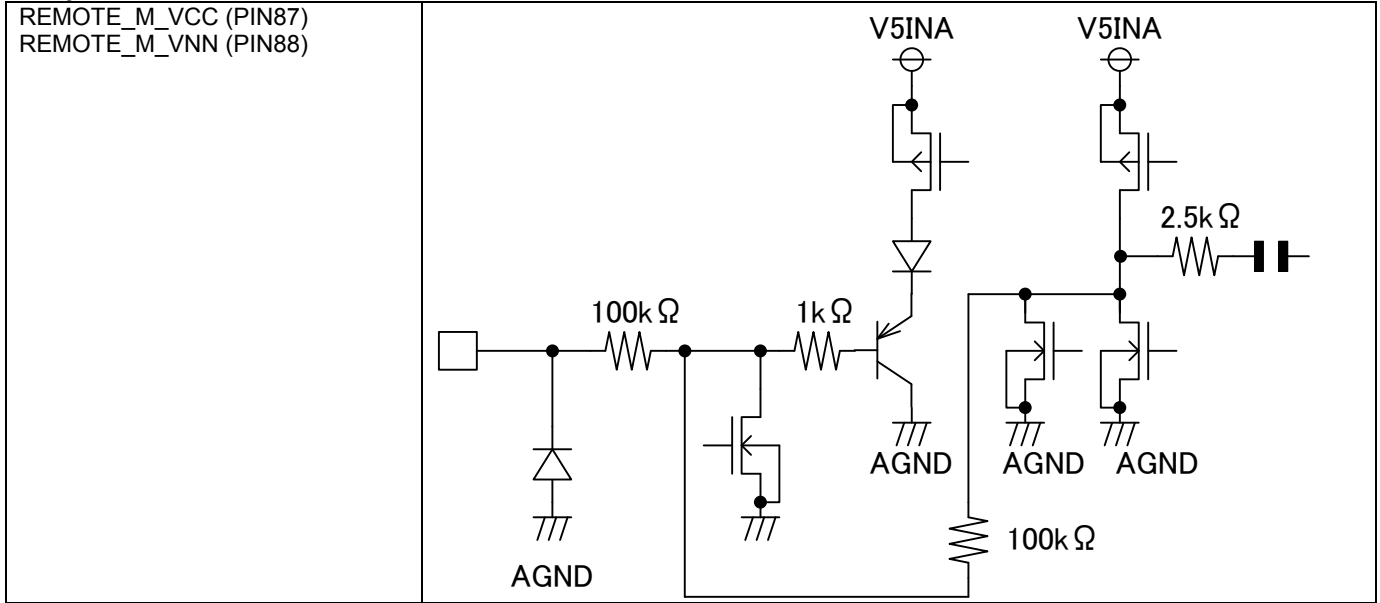 REMOTE_M_VCC (PIN87)
REMOTE_M_VNN (PIN88)
V5INA
V5INA
2.5kΩ
100kΩ
1kΩ
AGND
AGND
AGND
100kΩ
AGND